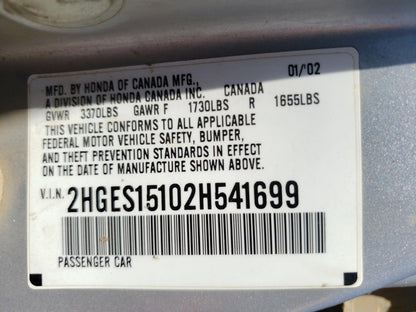 MFD. BY HONDA OF CANADA MFG., 01/02
A DIVISION OF HONDA CANADA INC. CANADA
GVWR 3370LBS GAWR F 1730LBS R 1655LBS
THIS VEHICLE CONFORMS TO ALL APPLICABLE
FEDERAL MOTOR VEHICLE SAFETY, BUMPER,
AND THEFT PREVENTION STANDARDS IN EFFECT
ON THE DATE OF MANUFACTURE SHOWN ABOVE.
V.I.N. 2HGES15102H541699
PASSENGER CAR